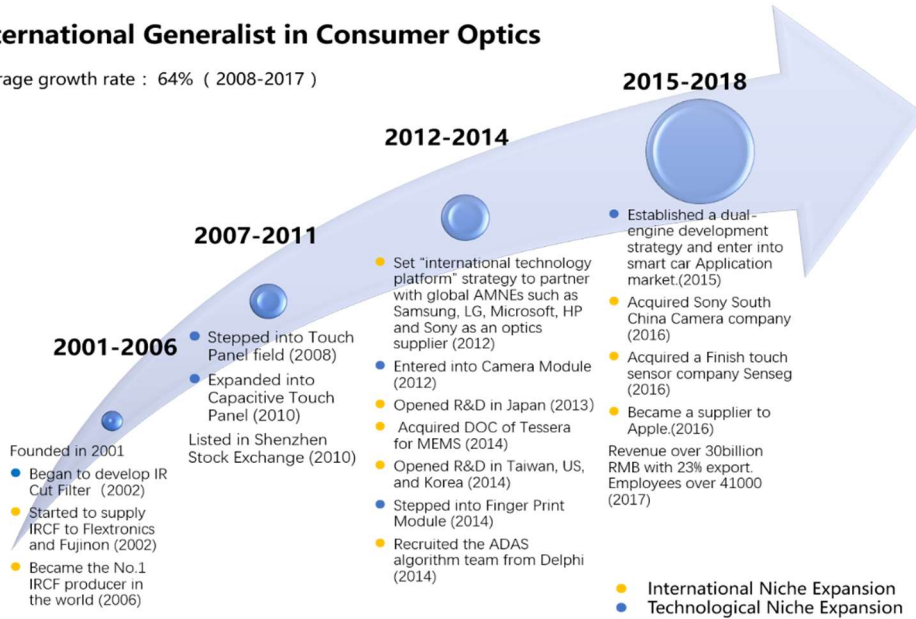 ternational Generalist in Consumer Optics
rage growth rate : 64% ( 2008-2017 )
2001-2006
Founded in 2001
Began to develop IR
Cut Filter (2002)
Started to supply
IRCF to Flextronics
and Fujinon (2002)
Became the No.1
IRCF producer in
the world (2006)
2007-2011
Stepped into Touch
Panel field (2008)
Expanded into
Capacitive Touch
Panel (2010)
Listed in Shenzhen
Stock Exchange (2010)
2012-2014
Set "international technology
platform" strategy to partner
with global AMNEs such as
Samsung, LG, Microsoft, HP
and Sony as an optics
supplier (2012)
Entered into Camera Module
(2012)
Opened R&D in Japan (2013)
Acquired DOC of Tessera
for MEMS (2014)
Opened R&D in Taiwan, US,
and Korea (2014)
Stepped into Finger Print
Module (2014)
Recruited the ADAS
algorithm team from Delphi
(2014)
2015-2018
Established a dual-
engine development
strategy and enter into
smart car Application
market.(2015)
Acquired Sony South
China Camera company
(2016)
Acquired a Finish touch
sensor company Senseg
(2016)
Became a supplier to
Apple.(2016)
Revenue over 30billion
RMB with 23% export.
Employees over 41000
(2017)
International Niche Expansion
Technological Niche Expansion